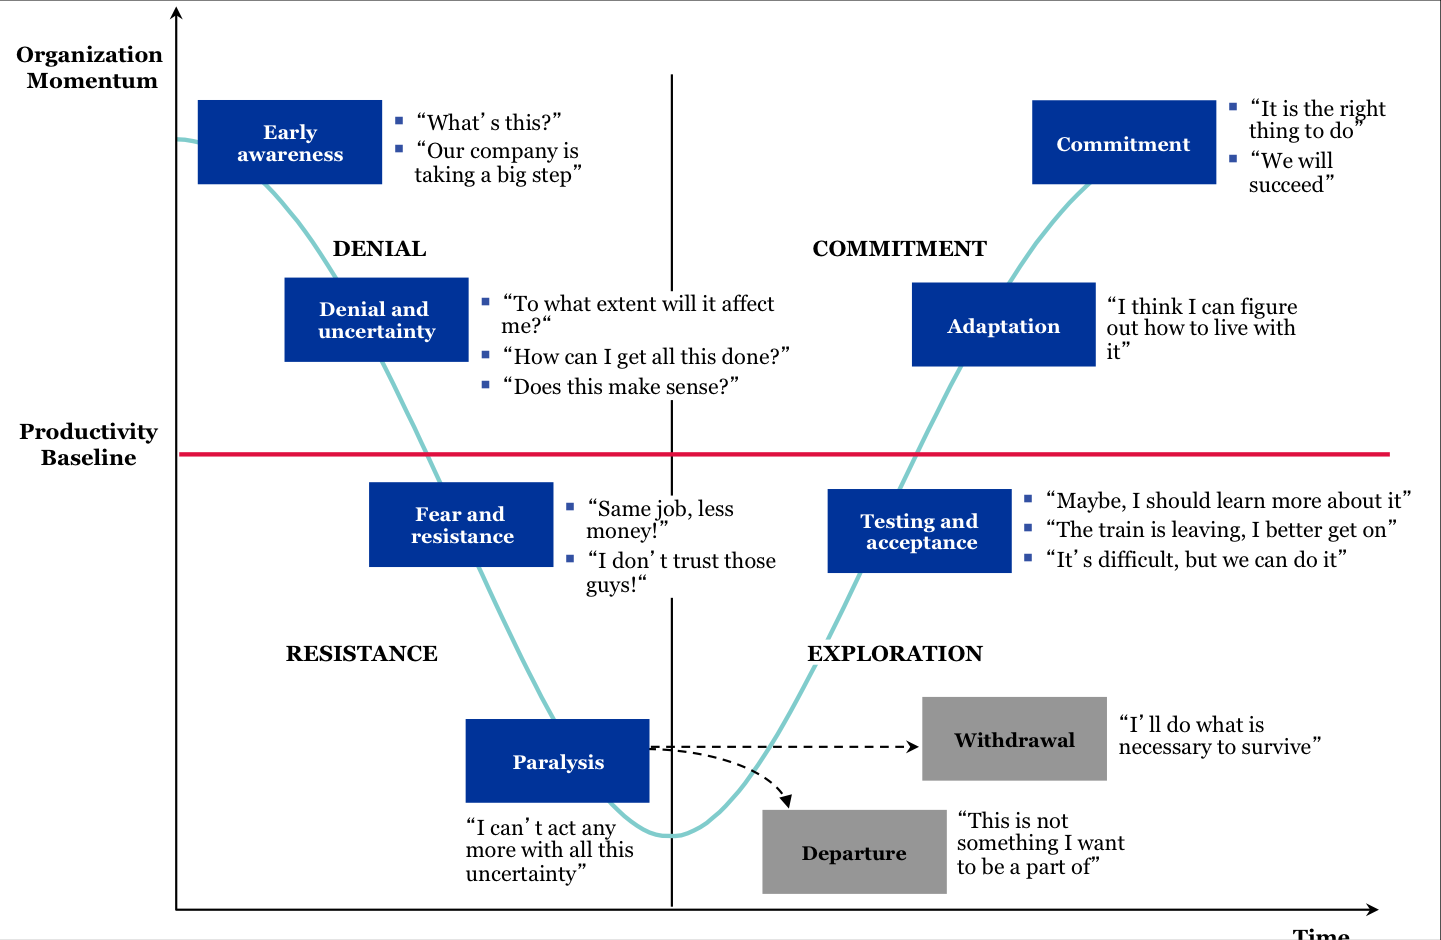 Organization
Momentum
Early
awareness
“What’ s this?”
“Our company is
taking a big step”
Commitment
“It is the right
thing to do”
“We will
succeed”
DENIAL
COMMITMENT
Denial and
uncertainty
“To what extent will it affect
me?“
“How can I get all this done?”
“Does this make sense?”
Adaptation
“I think I can figure
out how to live with
it”
Productivity
Baseline
Fear and
resistance
“Same job, less
money!”
“I don’ t trust those
guys!“
Testing and
acceptance
“Maybe, I should learn more about it”
“The train is leaving, I better get on”
“It’ s difficult, but we can do it”
RESISTANCE
EXPLORATION
Paralysis
“I can’ t act any
more with all this
uncertainty”
Withdrawal
“I’ ll do what is
necessary to survive”
Departure
“This is not
something I want
to be a part of”
Time